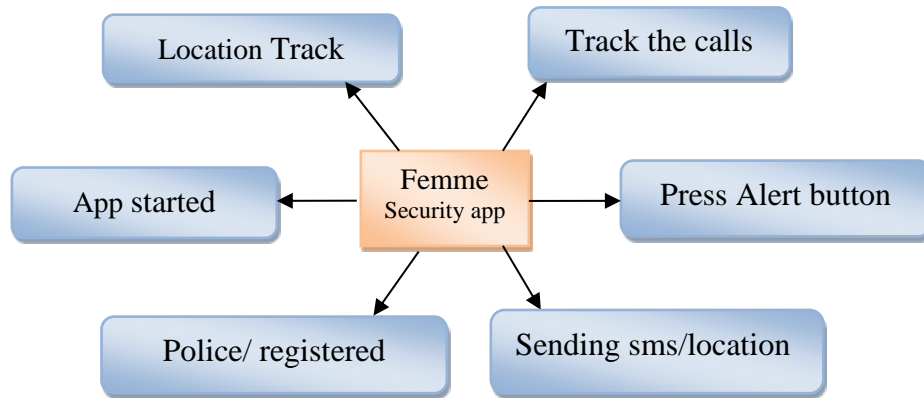 Location Track
Track the calls
Femme
Security app
App started
Press Alert button
Police/ registered
Sending sms/location